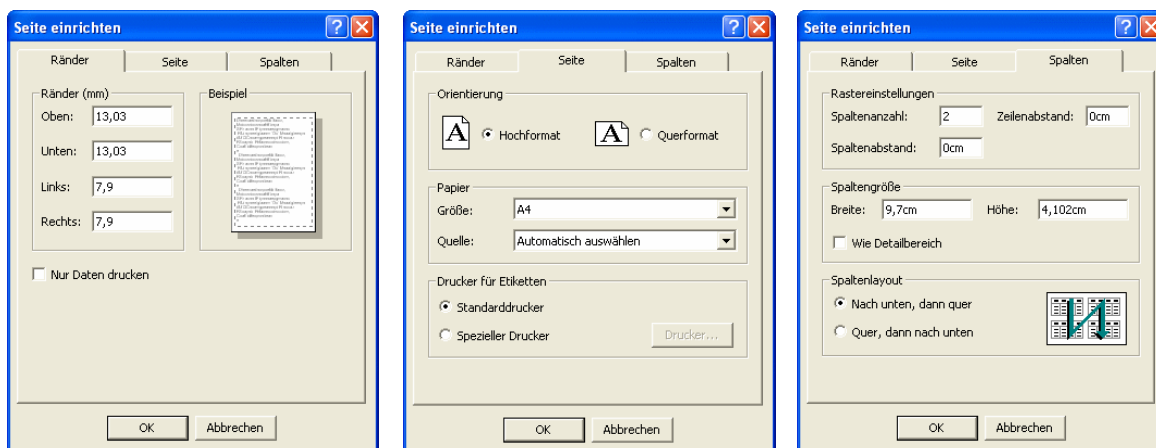 Seite einrichten
Ränder Seite Spalten
Ränder (mm)
Oben: 13,03
Unten: 13,03
Links: 7,9
Rechts: 7,9
Beispiel
Nur Daten drucken
OK Abbrechen
Seite einrichten
Ränder Seite Spalten
Orientierung
A Hochformat A Querformat
Papier
Größe: A4
Quelle: Automatisch auswählen
Drucker für Etiketten
Standarddrucker
Spezieller Drucker Drucker...
OK Abbrechen
Seite einrichten
Ränder Seite Spalten
Rastereinstellungen
Spaltenanzahl: 2 Zeilenabstand: 0cm
Spaltenabstand: 0cm
Spaltengröße
Breite: 9,7cm Höhe: 4,102cm
Wie Detailbereich
Spaltenlayout
Nach unten, dann quer
Quer, dann nach unten
OK Abbrechen